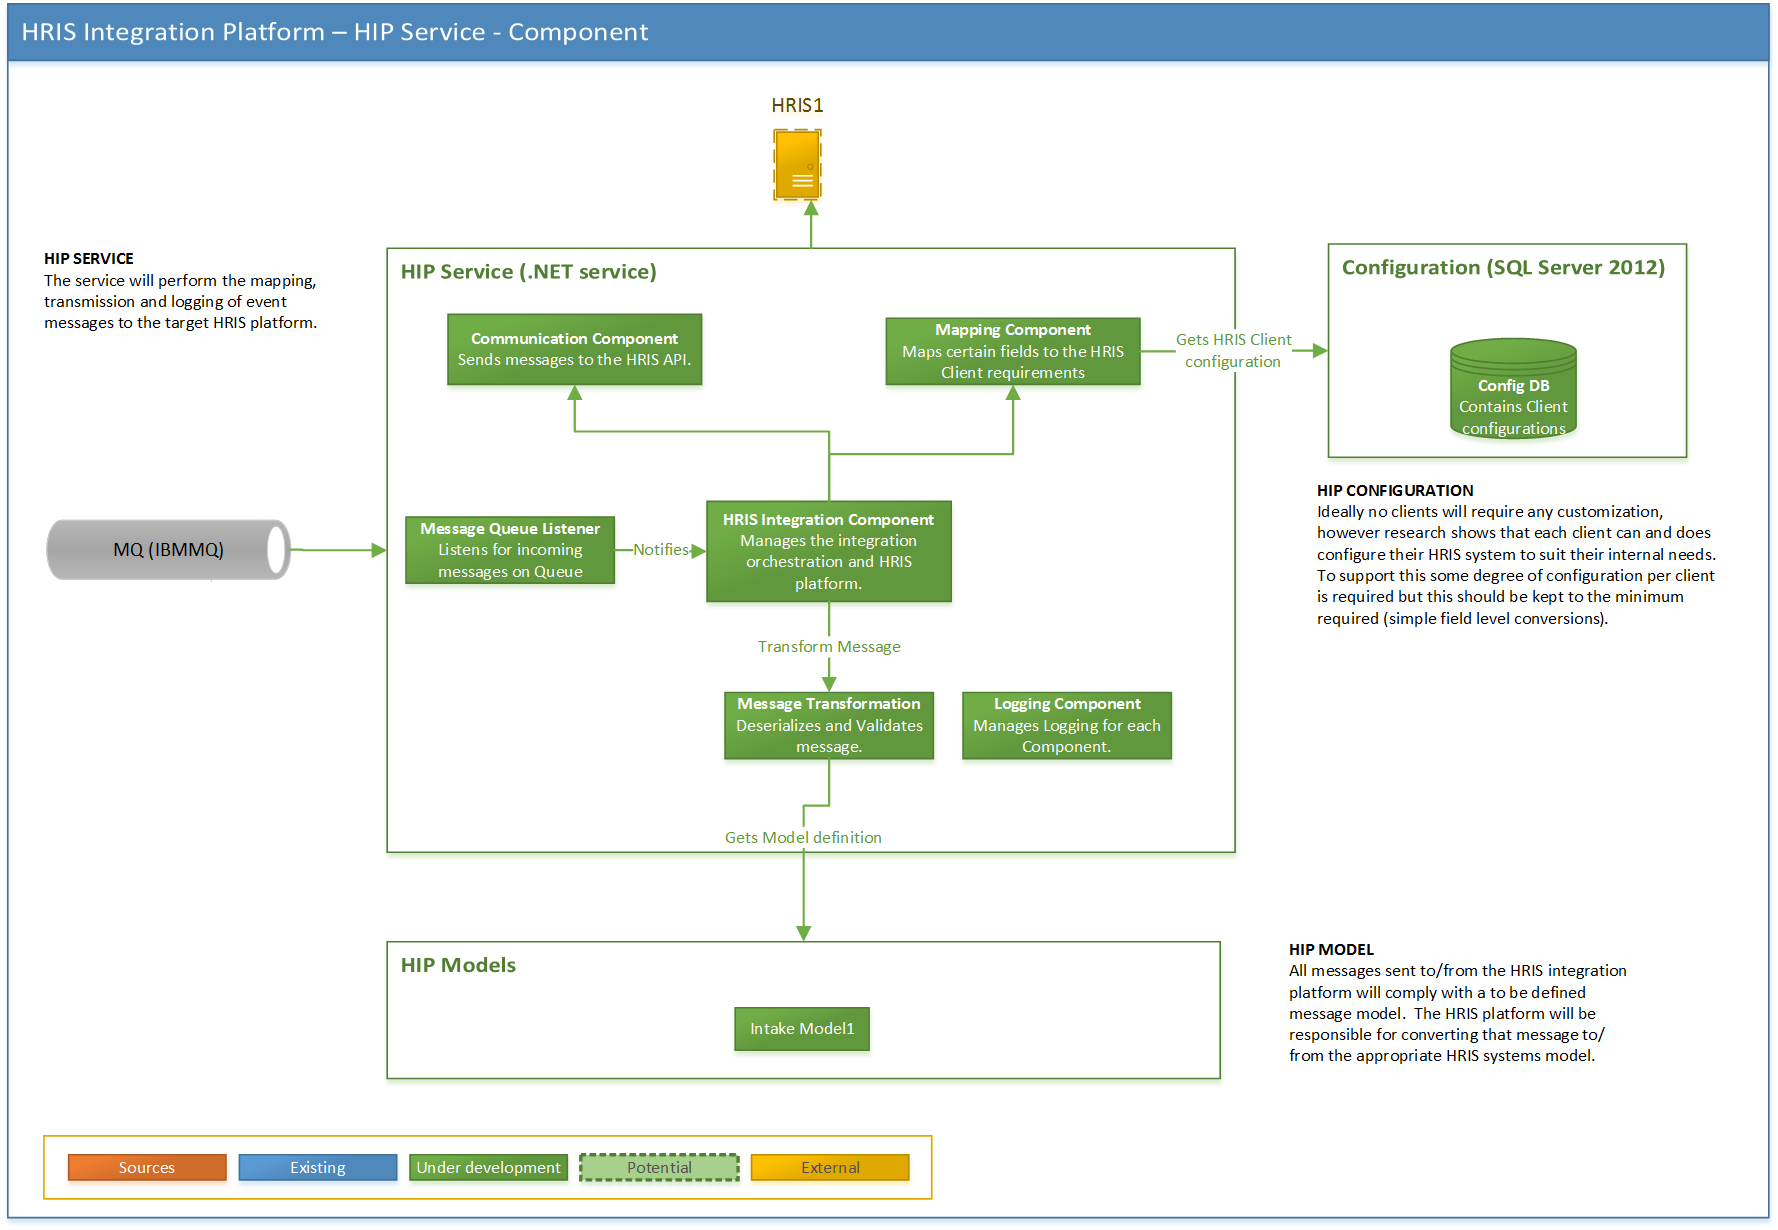 HRIS Integration Platform – HIP Service - Component
HRIS1
HIP SERVICE
The service will perform the mapping,
transmission and logging of event
messages to the target HRIS platform.
HIP Service (.NET service)
Communication Component
Sends messages to the HRIS API.
Mapping Component
Maps certain fields to the HRIS
Client requirements
Gets HRIS Client
configuration
Configuration (SQL Server 2012)
Config DB
Contains Client
configurations
HIP CONFIGURATION
Ideally no clients will require any customization,
however research shows that each client can and does
configure their HRIS system to suit their internal needs.
To support this some degree of configuration per client
is required but this should be kept to the minimum
required (simple field level conversions).
MQ (IBMMQ)
Message Queue Listener
Listens for incoming
messages on Queue
Notifies
HRIS Integration Component
Manages the integration
orchestration and HRIS
platform.
Transform Message
Message Transformation
Deserializes and Validates
message.
Logging Component
Manages Logging for each
Component.
Gets Model definition
HIP Models
Intake Model1
HIP MODEL
All messages sent to/from the HRIS integration
platform will comply with a to be defined
message model.  The HRIS platform will be
responsible for converting that message to/
from the appropriate HRIS systems model.
Sources
Existing
Under development
Potential
External